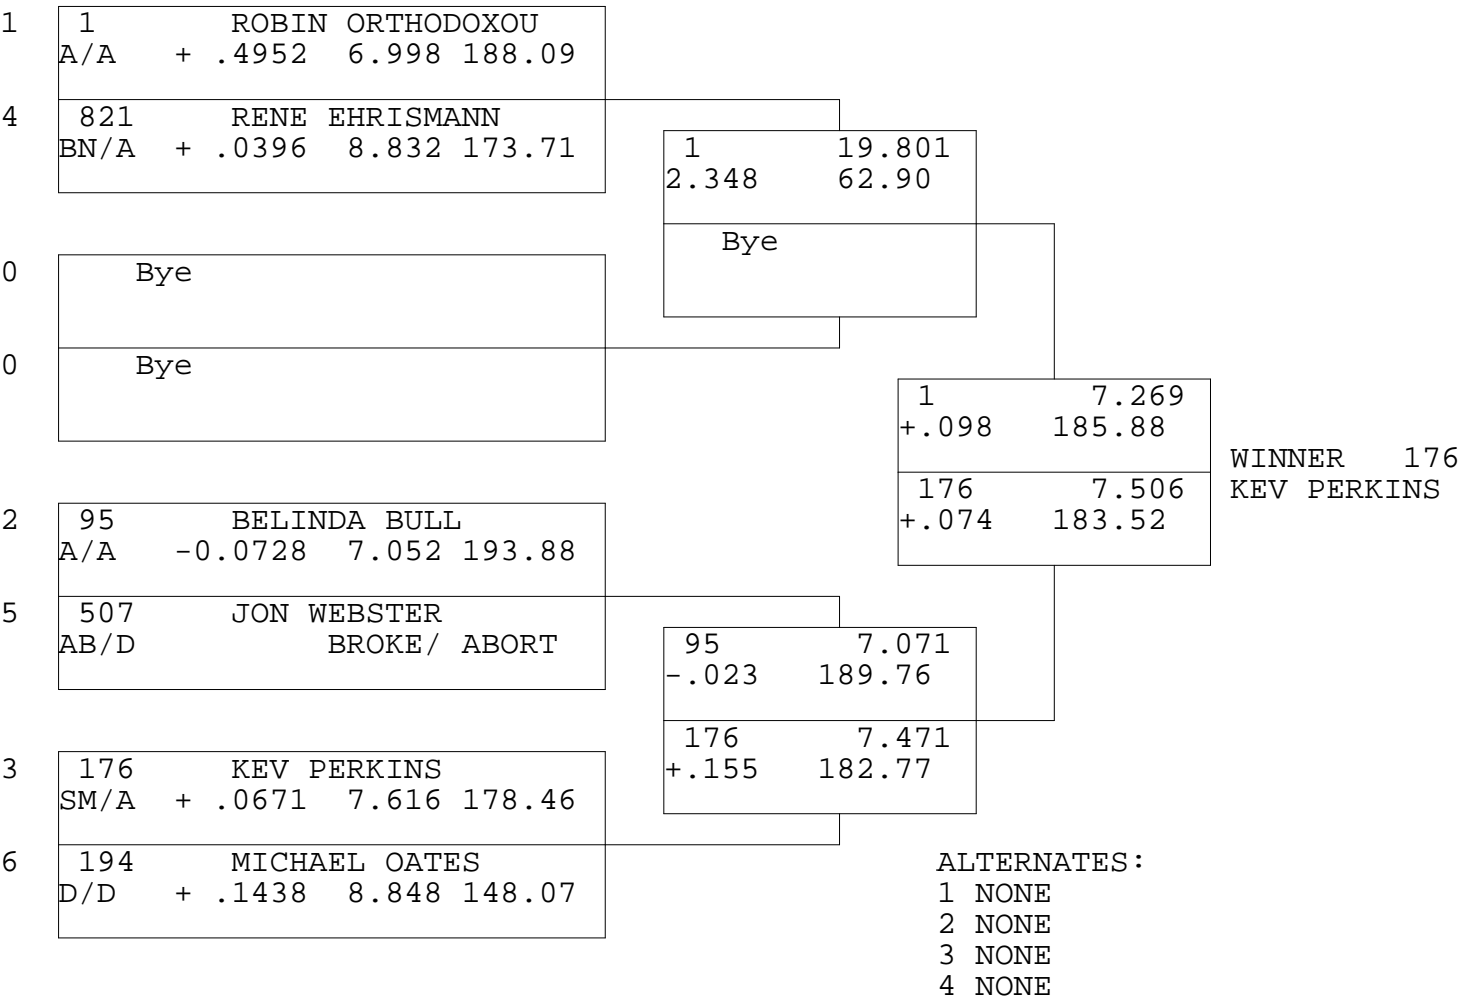 1 1 ROBIN ORTHODOXOU
A/A + .4952 6.998 188.09
4 821 RENE EHRISMANN
BN/A + .0396 8.832 173.71
0 Bye
0 Bye
2 95 BELINDA BULL
A/A -0.0728 7.052 193.88
5 507 JON WEBSTER
AB/D BROKE/ ABORT
3 176 KEV PERKINS
SM/A + .0671 7.616 178.46
6 194 MICHAEL OATES
D/D + .1438 8.848 148.07
1 19.801
2.348 62.90
Bye
95 7.071
-.023 189.76
176 7.471
+.155 182.77
1 7.269
+.098 185.88
176 7.506
+.074 183.52
WINNER 176
KEV PERKINS
ALTERNATES:
1 NONE
2 NONE
3 NONE
4 NONE